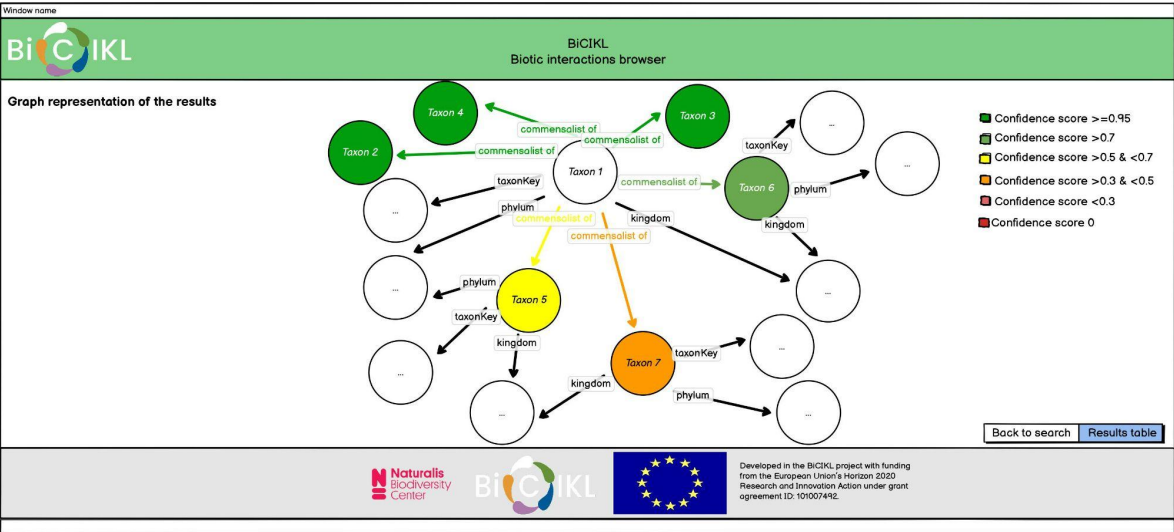 Window name
BiCIKL
BiCIKL
Biotic interactions browser
Graph representation of the results
Taxon 4
Taxon 3
...
Confidence score >=0.95
Confidence score >0.7
Confidence score >0.5 & <0.7
Confidence score >0.3 & <0.5
Confidence score <0.3
Confidence score 0
commensalist of
commensalist of
commensalist of
Taxon 2
taxonKey
...
Taxon 1
taxonKey
commensalist of
Taxon 6
phylum
...
phylum
commensalist of
kingdom
kingdom
commensalist of
...
phylum
Taxon 5
...
taxonKey
kingdom
...
taxonKey
...
Taxon 7
kingdom
phylum
...
...
Back to search
Results table
Naturalis
Biodiversity
Center
BiCIKL
Developed in the BiCIKL project with funding
from the European Union's Horizon 2020
Research and Innovation Action under grant
agreement ID: 101007492.